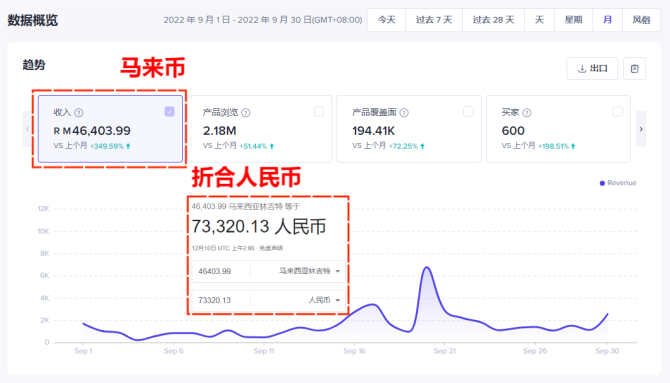 数据概览
2022 年 9 月 1 日 - 2022 年 9 月 30 日(GMT+08:00)
今天
过去 7 天
过去 28 天
天
星期
月
风俗
趋势
马来币
出口
收入
RM46,403.99
VS 上个月 +349.59%
产品浏览
2.18M
VS 上个月 +51.44%
产品覆盖面
194.41K
VS 上个月 +72.25%
买家
600
VS 上个月 +198.51%
折合人民币
Revenue
46,403.99 马来西亚林吉特 等于
73,320.13 人民币
12月10日 UTC 上午2:06 · 免责声明
46403.99 马来西亚林吉特
73320.13 人民币
12K
10K
8K
6K
4K
2K
0
Sep 1
Sep 6
Sep 11
Sep 16
Sep 21
Sep 26
Sep 30